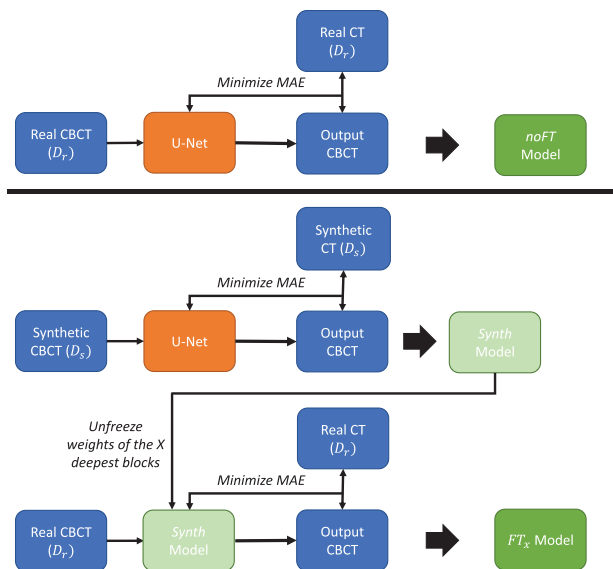 Real CT
(D_r)
Minimize MAE
Real CBCT
(D_r)
U-Net
Output
CBCT
noFT
Model
Synthetic
CT (D_s)
Minimize MAE
Synthetic
CBCT (D_s)
U-Net
Output
CBCT
Synth
Model
Unfreeze
weights of the X
deepest blocks
Real CT
(D_r)
Minimize MAE
Real CBCT
(D_r)
Synth
Model
Output
CBCT
FT_x Model